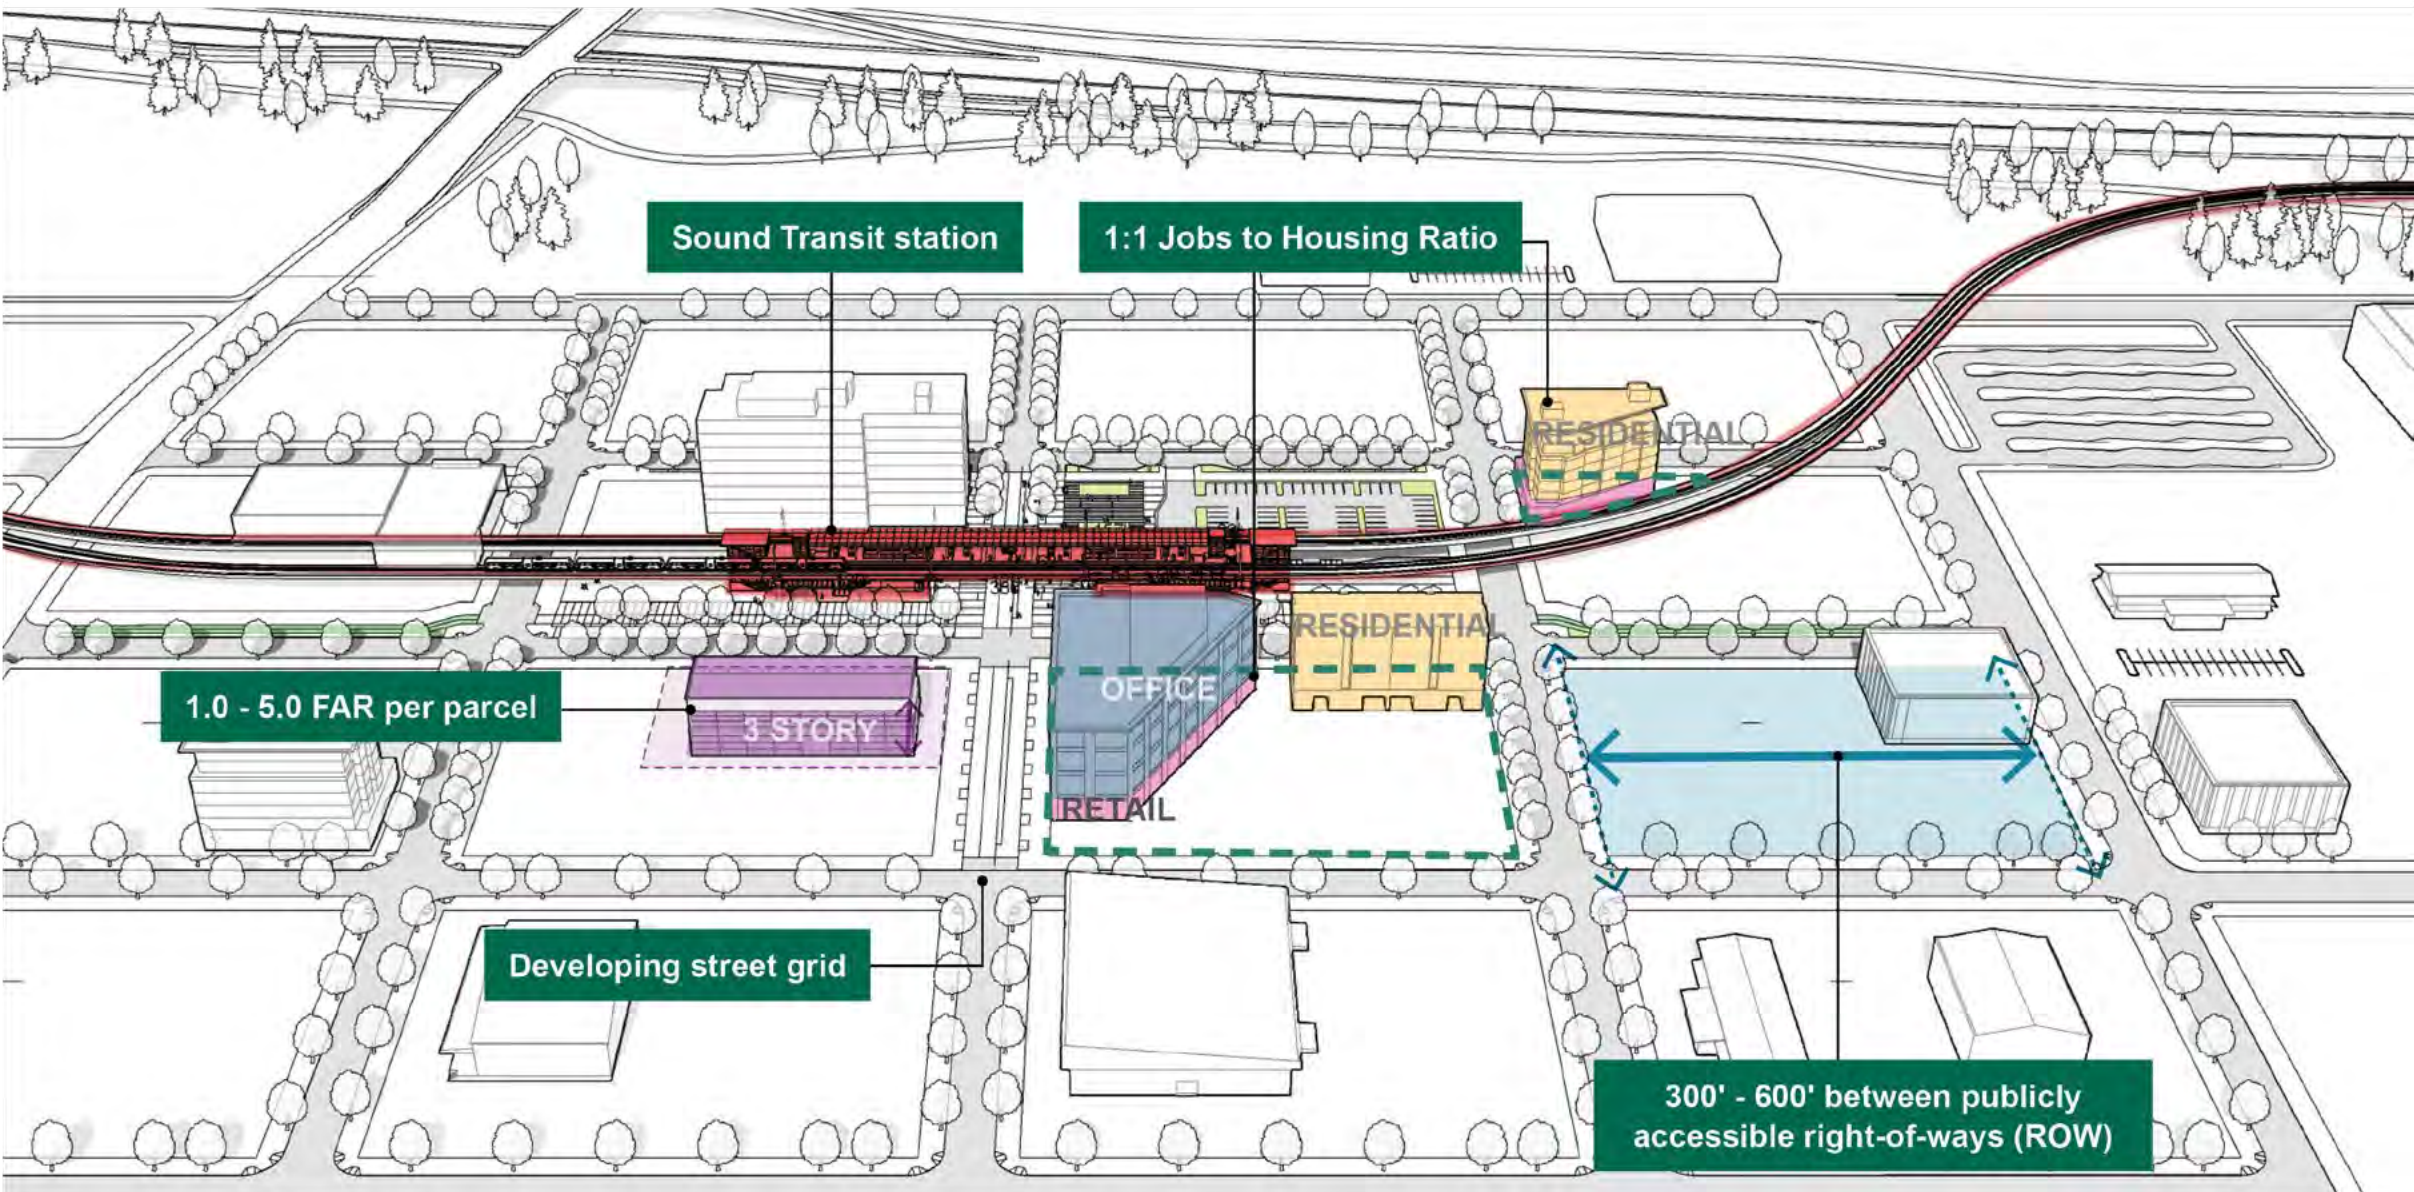 Sound Transit station
1:1 Jobs to Housing Ratio
RESIDENTIAL
RESIDENTIAL
1.0 - 5.0 FAR per parcel
3 STORY
OFFICE
RETAIL
Developing street grid
300' - 600' between publicly
accessible right-of-ways (ROW)